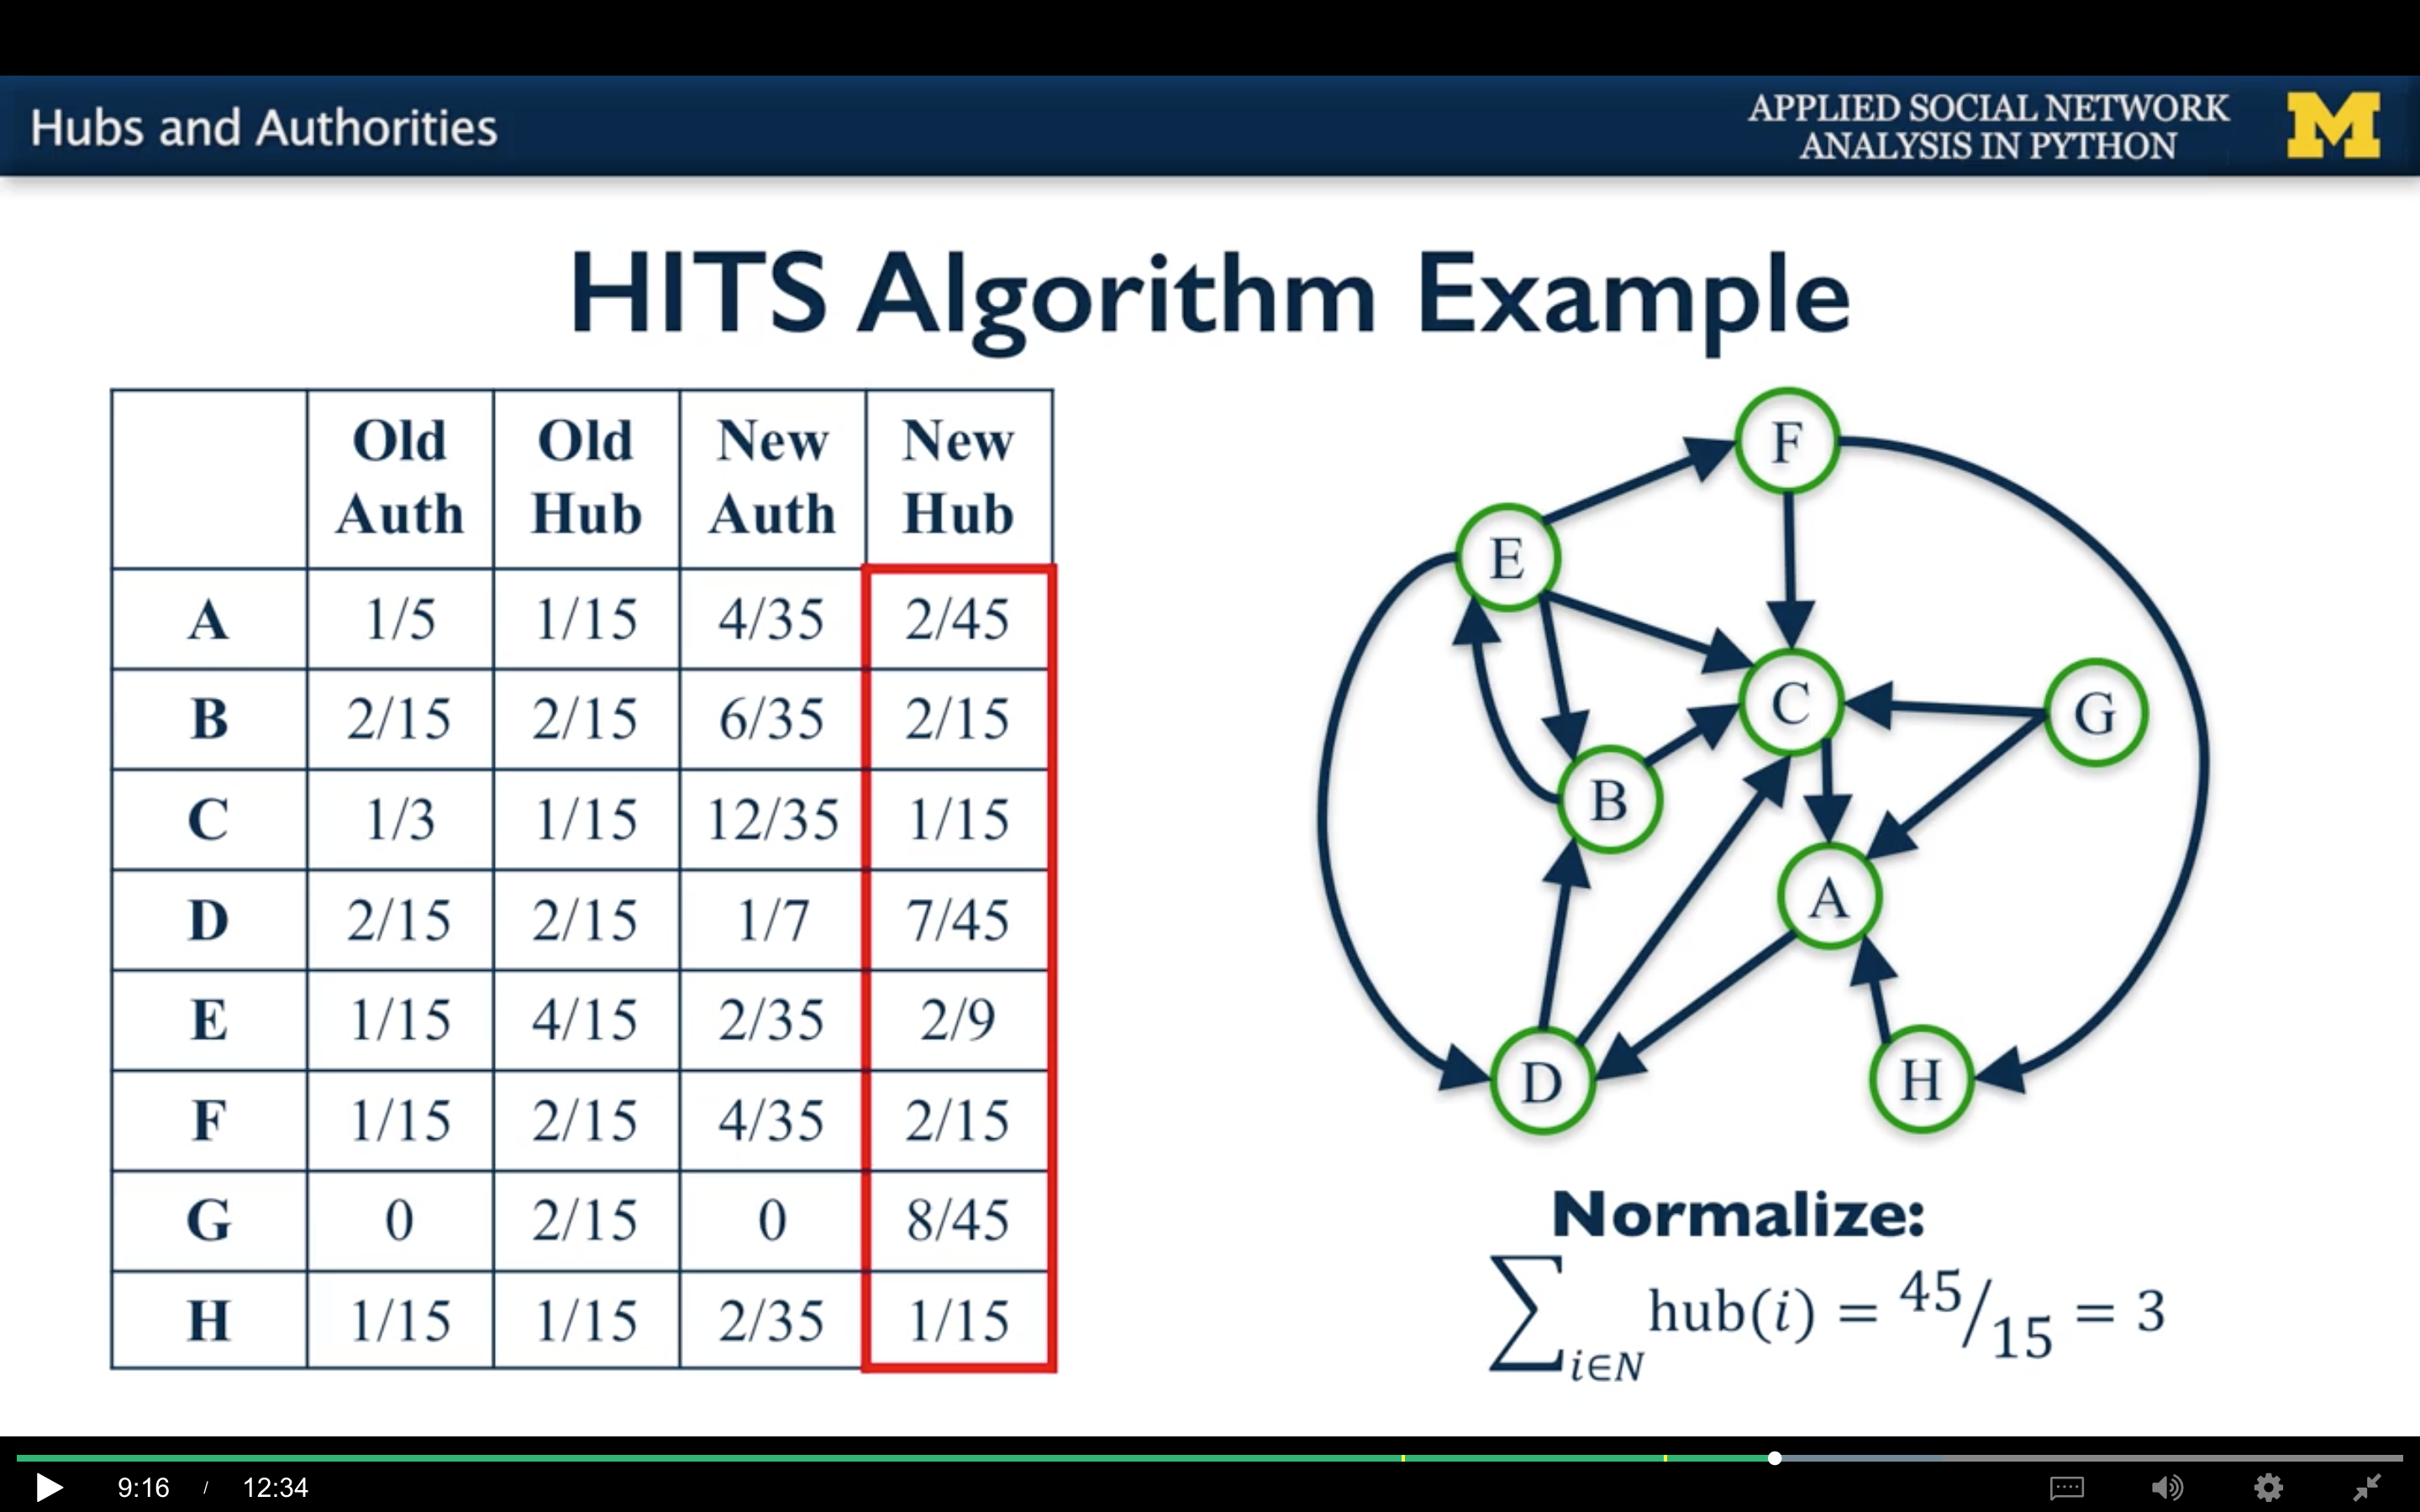 Hubs and Authorities
APPLIED SOCIAL NETWORK
ANALYSIS IN PYTHON
M
HITS Algorithm Example
Old Auth Old Hub New Auth New Hub
A 1/5 1/15 4/35 2/45
B 2/15 2/15 6/35 2/15
C 1/3 1/15 12/35 1/15
D 2/15 2/15 1/7 7/45
E 1/15 4/15 2/35 2/9
F 1/15 2/15 4/35 2/15
G 0 2/15 0 8/45
H 1/15 1/15 2/35 1/15
F
E
C
G
B
A
D
H
Normalize:
∑i∈N hub(i) = 45/15 = 3
9:16 / 12:34